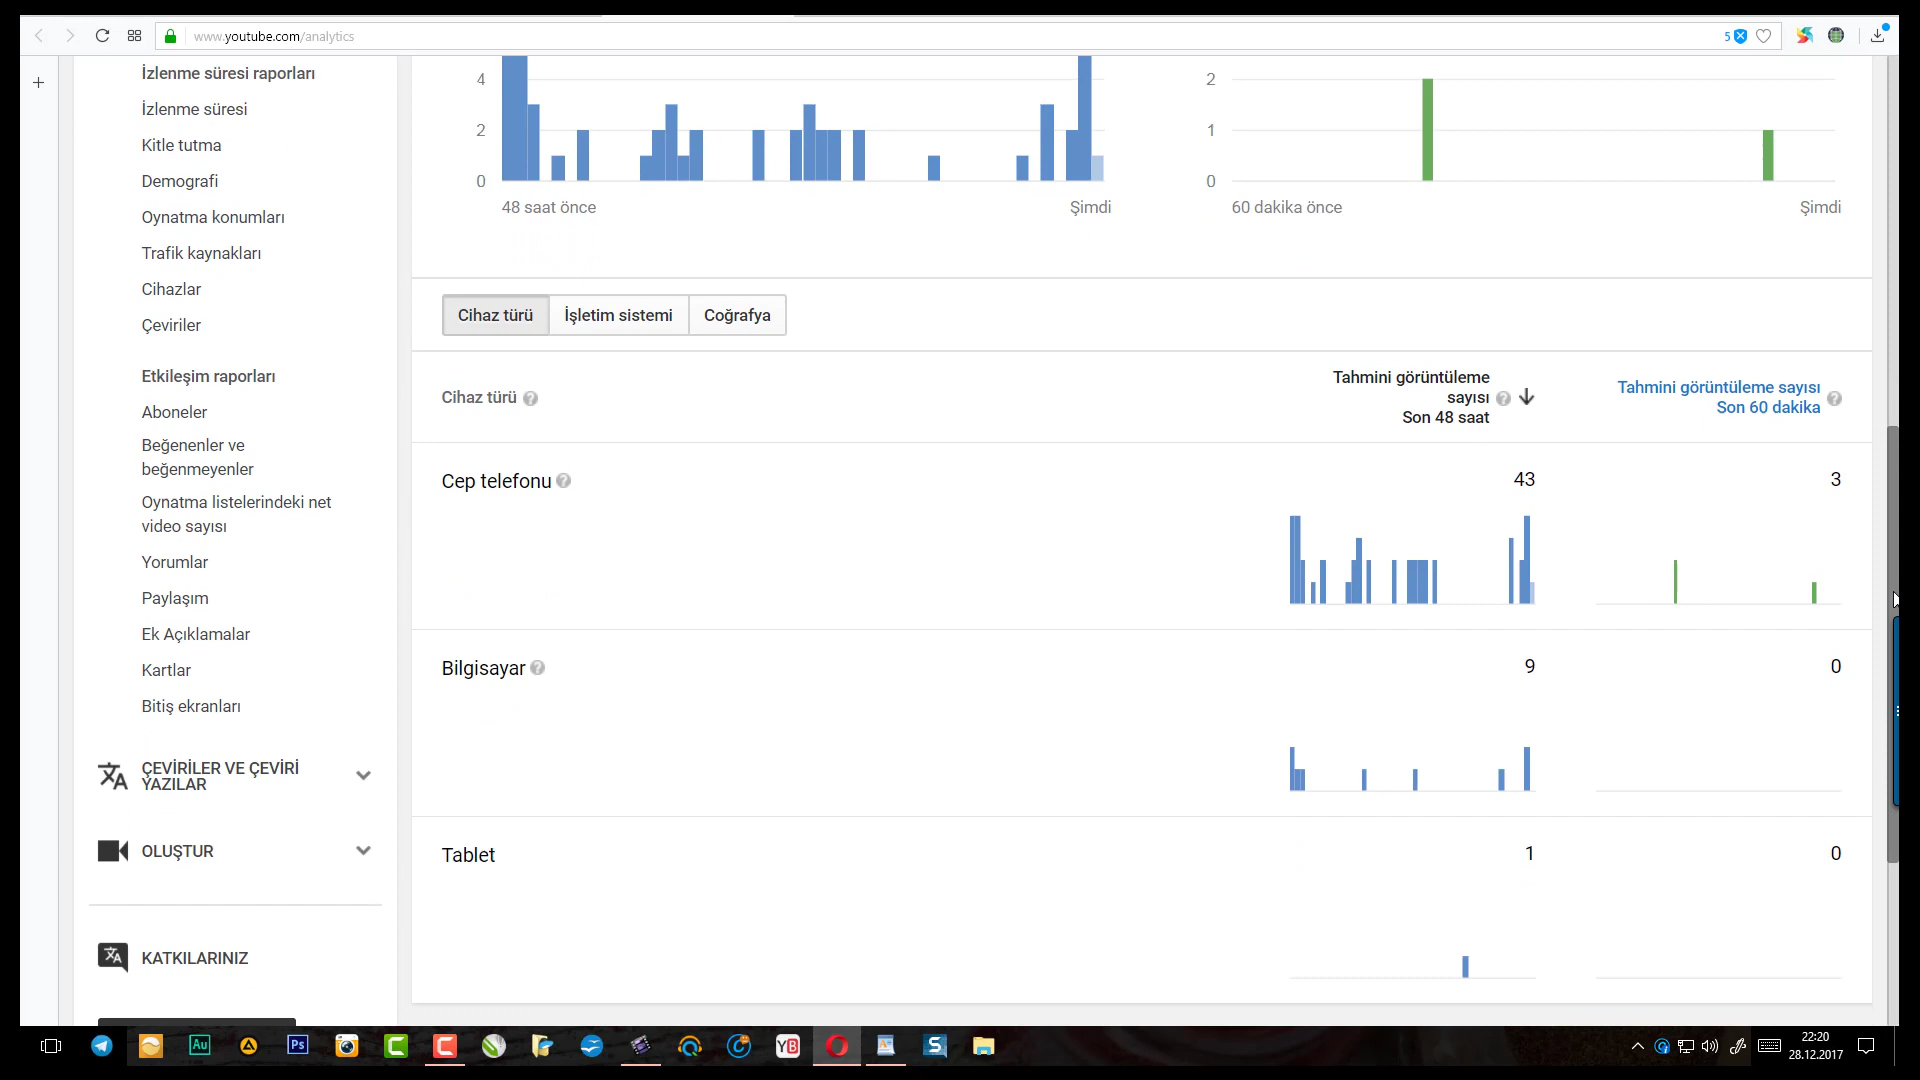 www.youtube.com/analytics
5
İzlenme süresi raporları
İzlenme süresi
Kitle tutma
Demografi
Oynatma konumları
Trafik kaynakları
Cihazlar
Çeviriler
Etkileşim raporları
Aboneler
Beğenenler ve
beğenmeyenler
Oynatma listelerindeki net
video sayısı
Yorumlar
Paylaşım
Ek Açıklamalar
Kartlar
Bitiş ekranları
ÇEVİRİLER VE ÇEVİRİ
YAZILAR
OLUŞTUR
KATKILARINIZ
4
2
0
48 saat önce
Şimdi
2
1
0
60 dakika önce
Şimdi
Cihaz türü
İşletim sistemi
Coğrafya
Cihaz türü
Tahmini görüntüleme
sayısı
Son 48 saat
Tahmini görüntüleme sayısı
Son 60 dakika
Cep telefonu
43
3
Bilgisayar
9
0
Tablet
1
0
Au
Ps
YB
22:20
28.12.2017